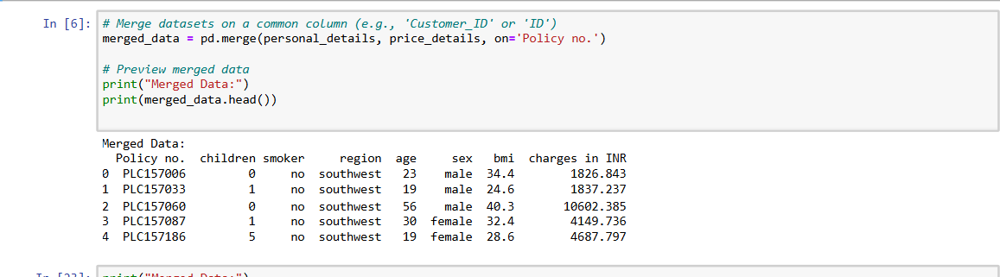 In [6]: # Merge datasets on a common column (e.g., 'Customer_ID' or 'ID')
merged_data = pd.merge(personal_details, price_details, on='Policy no.')
# Preview merged data
print("Merged Data:")
print(merged_data.head())
Merged Data:
Policy no. children smoker region age sex bmi charges in INR
0 PLC157006 0 no southwest 23 male 34.4 1826.843
1 PLC157033 1 no southwest 19 male 24.6 1837.237
2 PLC157060 0 no southwest 56 male 40.3 10602.385
3 PLC157087 1 no southwest 30 female 32.4 4149.736
4 PLC157186 5 no southwest 19 female 28.6 4687.797
In [23]: print("Merged Data:")